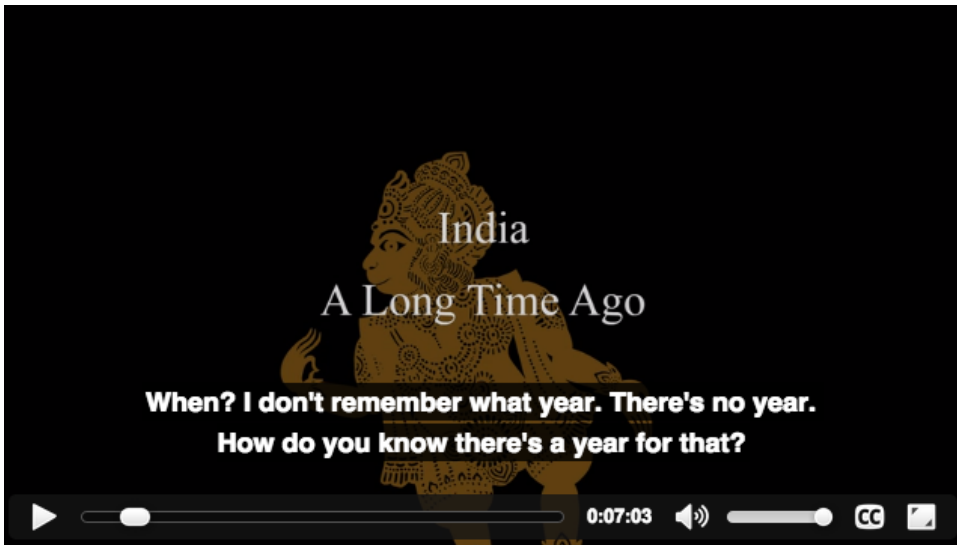 India
A Long Time Ago
When? I don't remember what year. There's no year.
How do you know there's a year for that?
0:07:03
CC